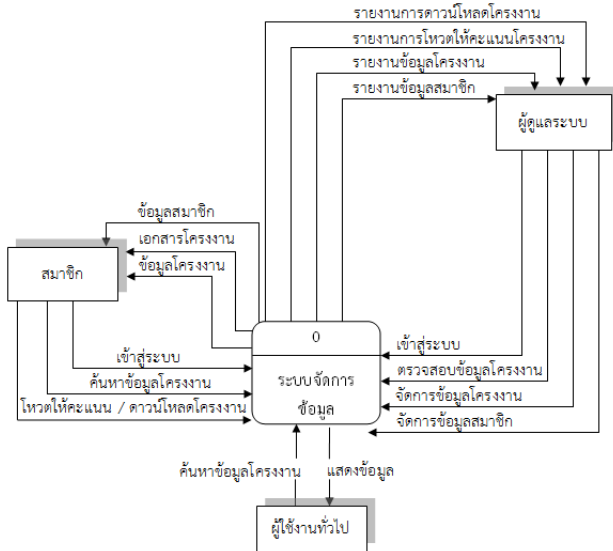 รายงานการดาวน์โหลดโครงงาน
รายงานการโหวตให้คะแนนโครงงาน
รายงานข้อมูลโครงงาน
รายงานข้อมูลสมาชิก
ผู้ดูแลระบบ
ข้อมูลสมาชิก
เอกสารโครงงาน
ข้อมูลโครงงาน
สมาชิก
0
ระบบจัดการ
ข้อมูล
เข้าสู่ระบบ
ค้นหาข้อมูลโครงงาน
โหวตให้คะแนน / ดาวน์โหลดโครงงาน
เข้าสู่ระบบ
ตรวจสอบข้อมูลโครงงาน
จัดการข้อมูลโครงงาน
จัดการข้อมูลสมาชิก
ค้นหาข้อมูลโครงงาน
แสดงข้อมูล
ผู้ใช้งานทั่วไป